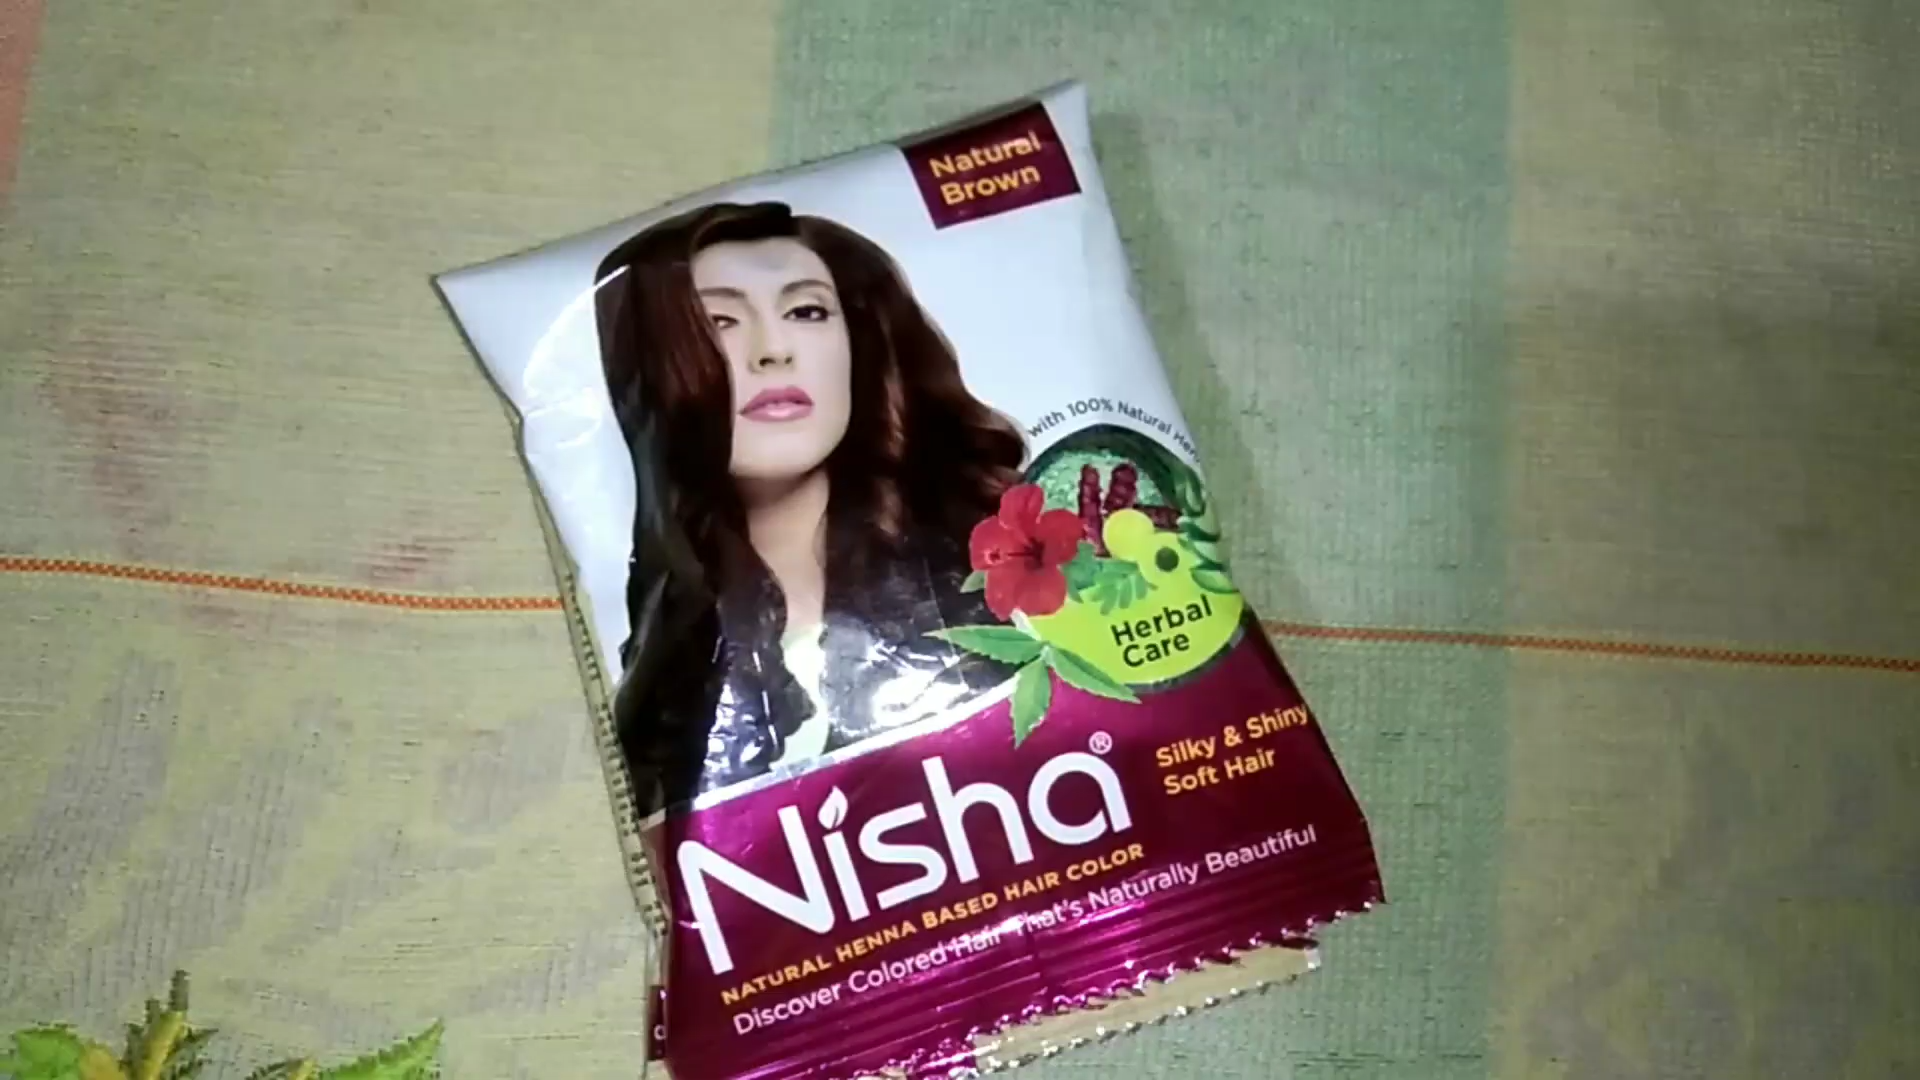 Natural
Brown
with 100% Natural
Herbal
Care
Silky & Shiny
Soft Hair
Nisha®
NATURAL HENNA BASED HAIR COLOR
Discover Colored Hair That's Naturally Beautiful